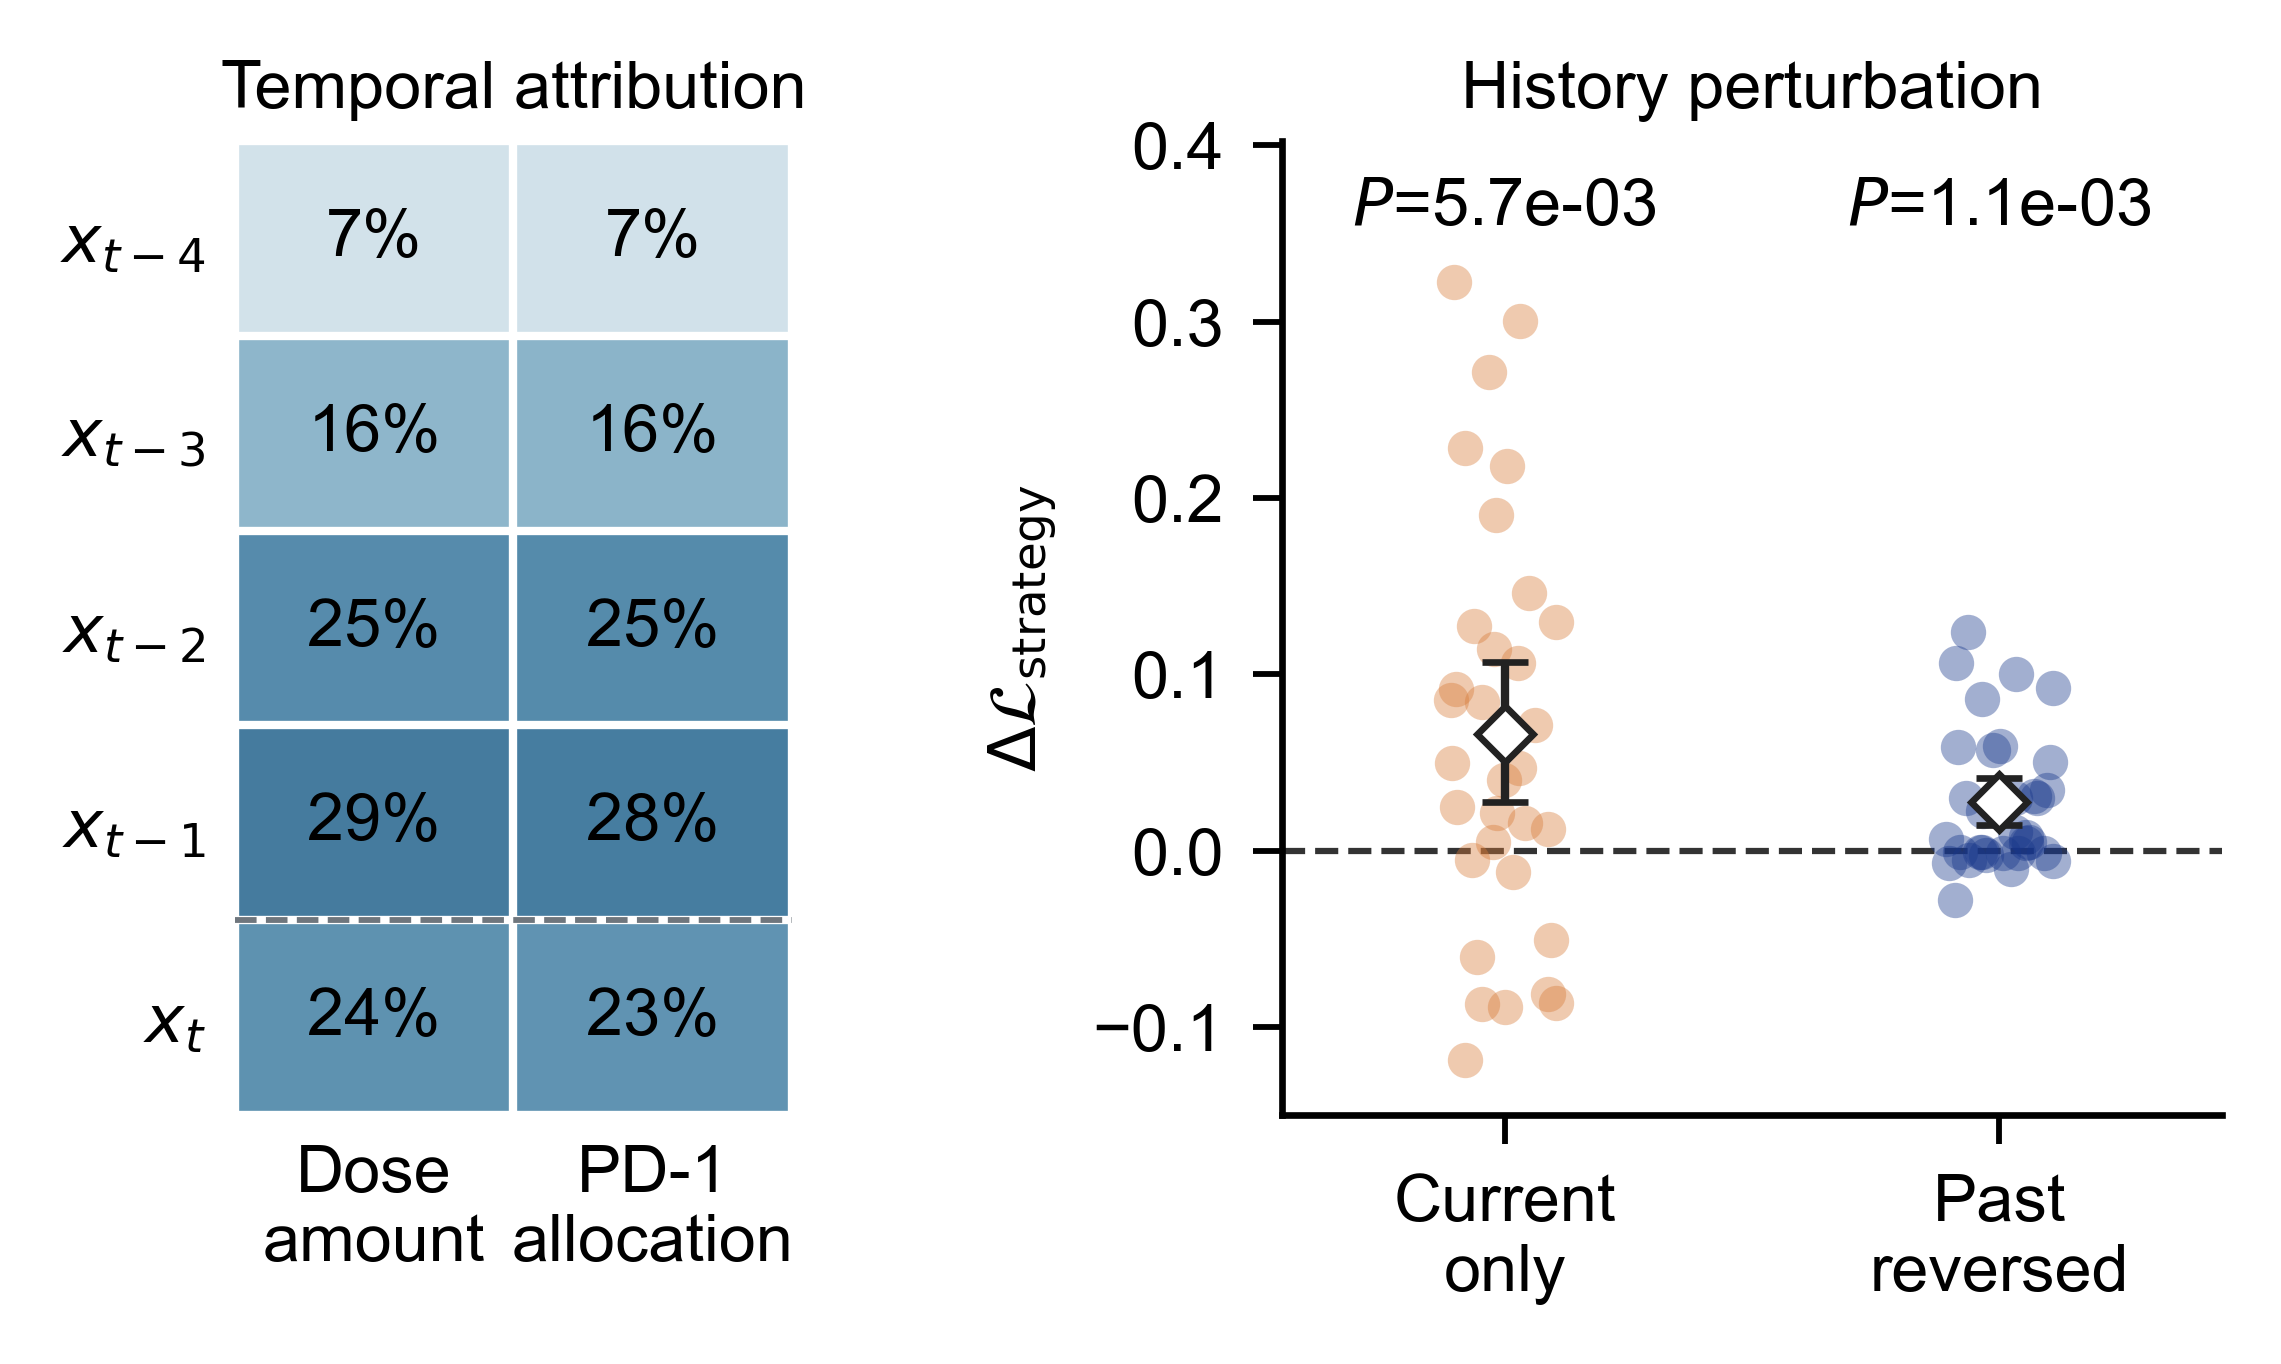 Temporal attribution
x_{t-4} 7% 7%
x_{t-3} 16% 16%
x_{t-2} 25% 25%
x_{t-1} 29% 28%
x_t 24% 23%
Dose
amount
PD-1
allocation
History perturbation
P=5.7e-03 P=1.1e-03
Δℒ_{strategy}
0.4
0.3
0.2
0.1
0.0
−0.1
Current
only
Past
reversed